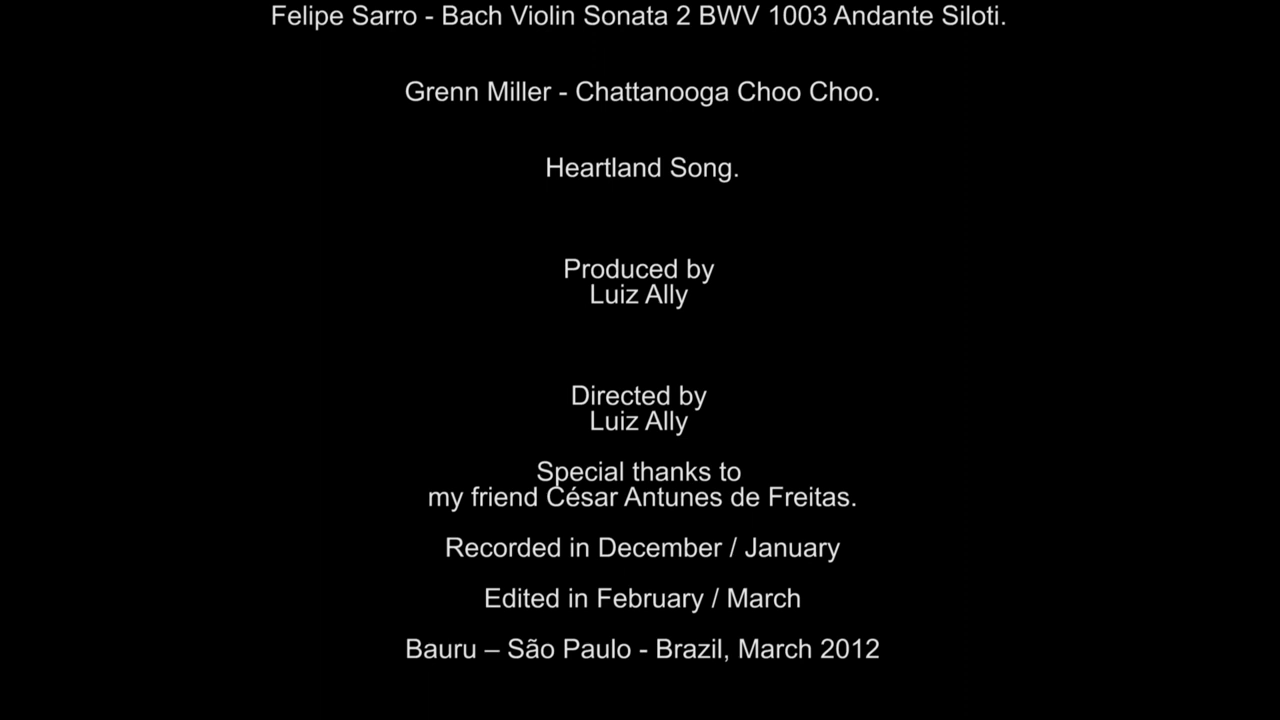 Felipe Sarro - Bach Violin Sonata 2 BWV 1003 Andante Siloti.
Grenn Miller - Chattanooga Choo Choo.
Heartland Song.
Produced by
Luiz Ally
Directed by
Luiz Ally
Special thanks to
my friend César Antunes de Freitas.
Recorded in December / January
Edited in February / March
Bauru – São Paulo - Brazil, March 2012